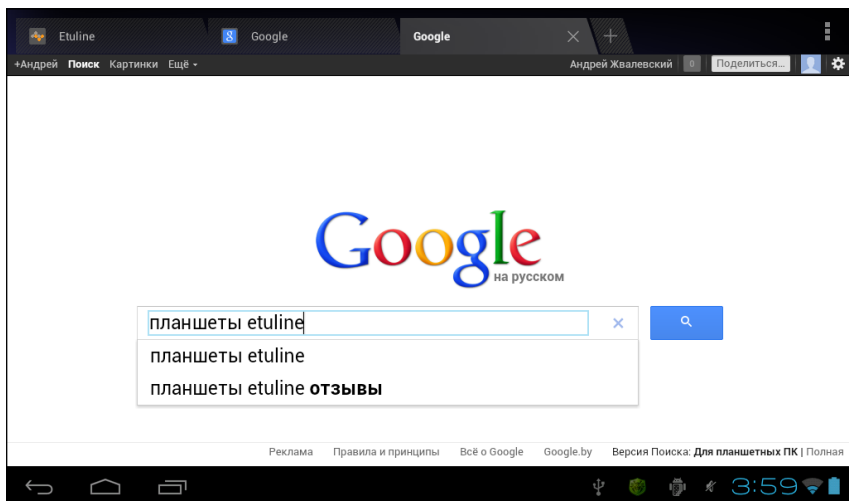 Etuline
Google
Google
+Андрей Поиск Картинки Ещё
Андрей Жвалевский 0 Поделиться...
Google
на русском
планшеты etuline
планшеты etuline
планшеты etuline отзывы
Реклама Правила и принципы Всё о Google Google.by Версия Поиска: Для планшетных ПК | Полная
3:59